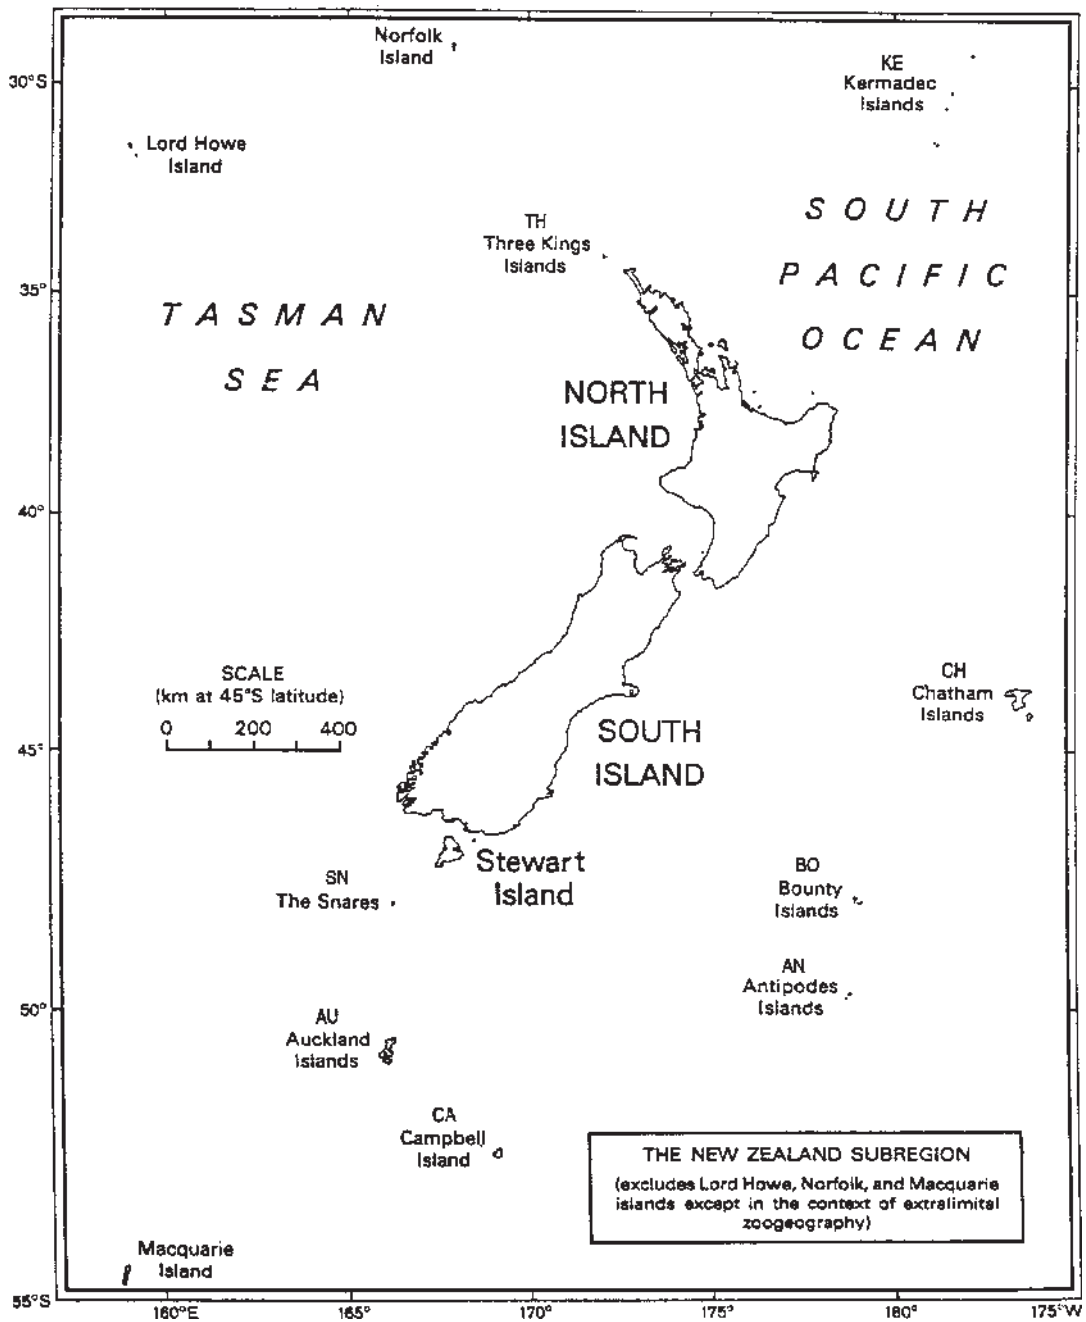 Norfolk
Island
KE
Kermadec
Islands
30°S
Lord Howe
Island
SOUTH
PACIFIC
OCEAN
TH
Three Kings
Islands
35°
TASMAN
SEA
NORTH
ISLAND
40°
SCALE
(km at 45°S latitude)
0 200 400
CH
Chatham
Islands
45°
SOUTH
ISLAND
Stewart
Island
SN
The Snares
BO
Bounty
Islands
AN
Antipodes
Islands
50°
AU
Auckland
Islands
CA
Campbell
Island
THE NEW ZEALAND SUBREGION
(excludes Lord Howe, Norfolk, and Macquarie
islands except in the context of extralimital
zoogeography)
Macquarie
Island
55°S
160°E 165° 170° 175° 180° 175°W